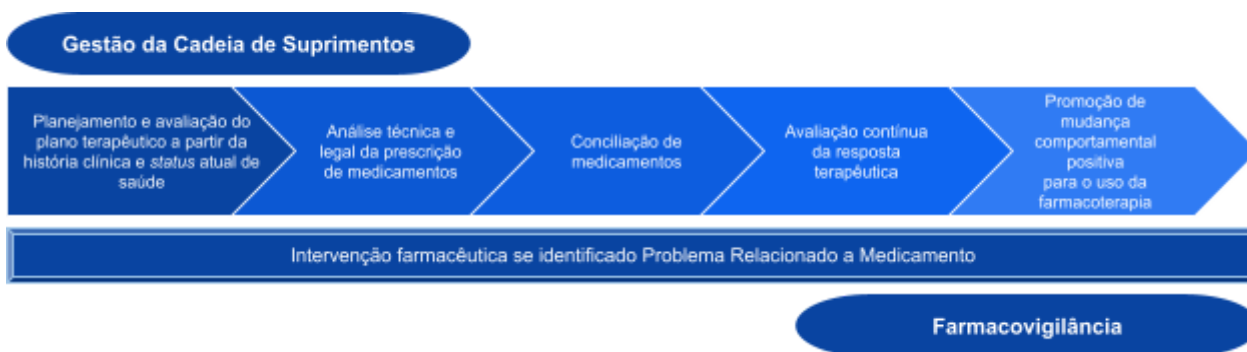 Gestão da Cadeia de Suprimentos
Planejamento e avaliação do
plano terapêutico a partir da
história clínica e status atual de
saúde
Análise técnica e
legal da prescrição
de medicamentos
Conciliação de
medicamentos
Avaliação contínua
da resposta
terapêutica
Promoção de
mudança
comportamental
positiva
para o uso da
farmacoterapia
Intervenção farmacêutica se identificado Problema Relacionado a Medicamento
Farmacovigilância